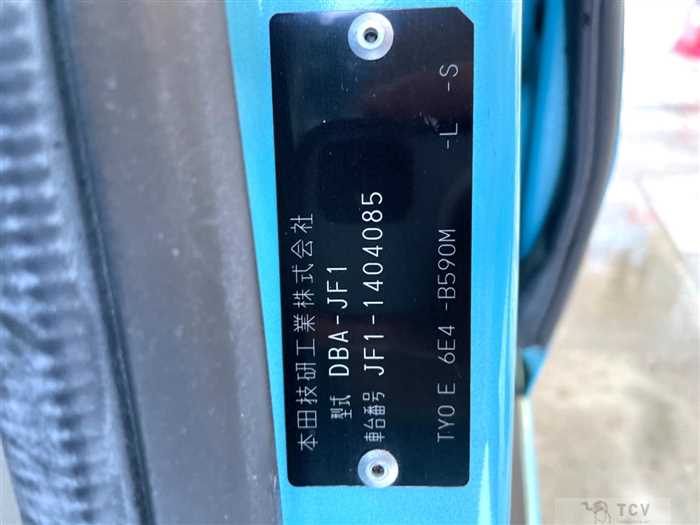 本田技研工業株式会社
型式 DBA-JF1
車台番号 JF1-1404085
TY0 E 6E4 -B590M -L -S
TCV